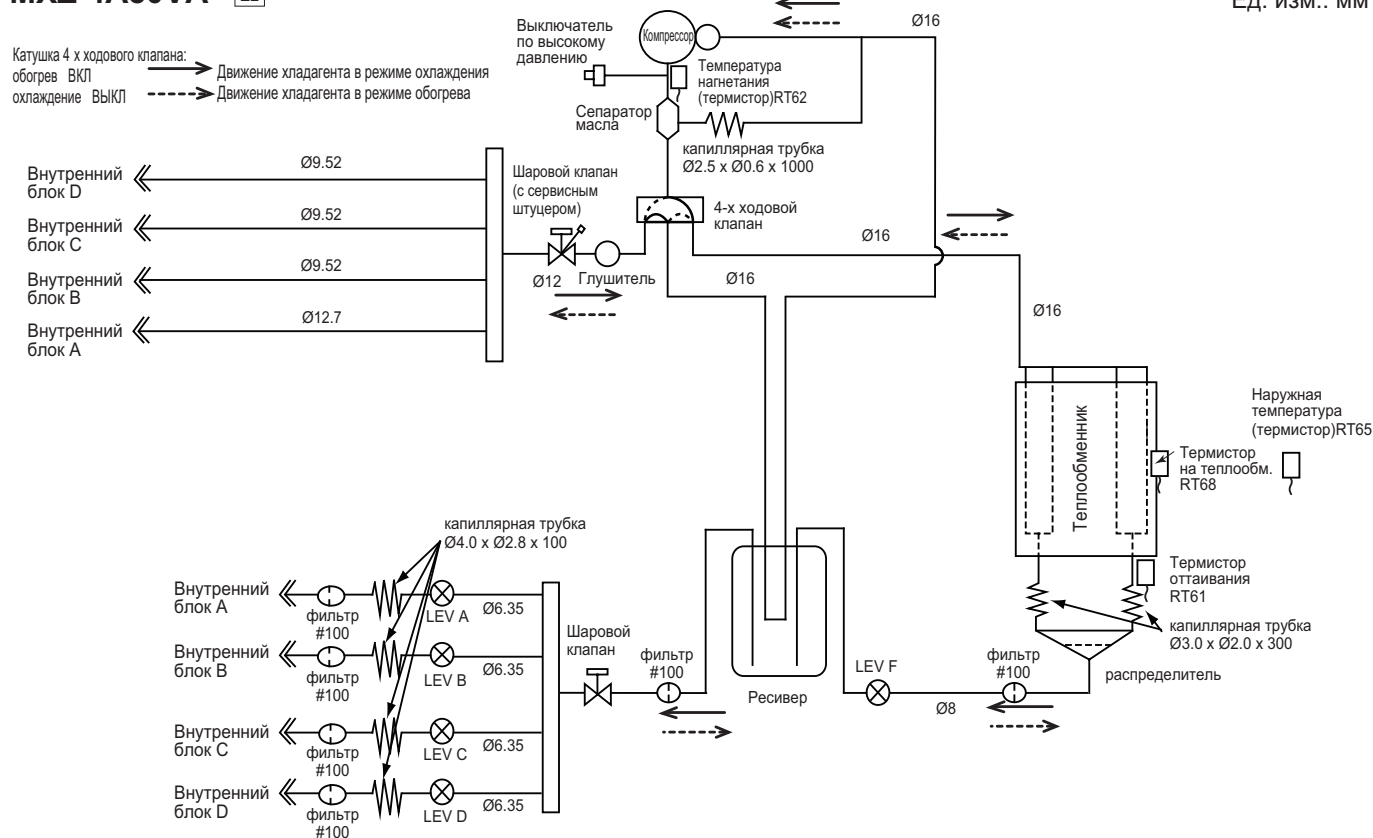 Ед. изм.: мм
Катушка 4 х ходового клапана:
обогрев ВКЛ
охлаждение ВЫКЛ
Движение хладагента в режиме охлаждения
Движение хладагента в режиме обогрева
Выключатель
по высокому
давлению
Компрессор
Ø16
Температура
нагнетания
(термистор)RT62
Сепаратор
масла
капиллярная трубка
Ø2.5 x Ø0.6 x 1000
Внутренний
блок D
Ø9.52
Внутренний
блок C
Ø9.52
Внутренний
блок B
Ø9.52
Внутренний
блок A
Ø12.7
Шаровой клапан
(с сервисным
штуцером)
4-х ходовой
клапан
Ø12
Глушитель
Ø16
Ø16
Ø16
Теплообменник
Наружная
температура
(термистор)RT65
Термистор
на теплообм.
RT68
Термистор
оттаивания
RT61
капиллярная трубка
Ø3.0 x Ø2.0 x 300
распределитель
капиллярная трубка
Ø4.0 x Ø2.8 x 100
Внутренний
блок A
фильтр
#100
LEV A
Ø6.35
Внутренний
блок B
фильтр
#100
LEV B
Ø6.35
Внутренний
блок C
фильтр
#100
LEV C
Ø6.35
Внутренний
блок D
фильтр
#100
LEV D
Ø6.35
Шаровой
клапан
фильтр
#100
Ресивер
LEV F
Ø8
фильтр
#100